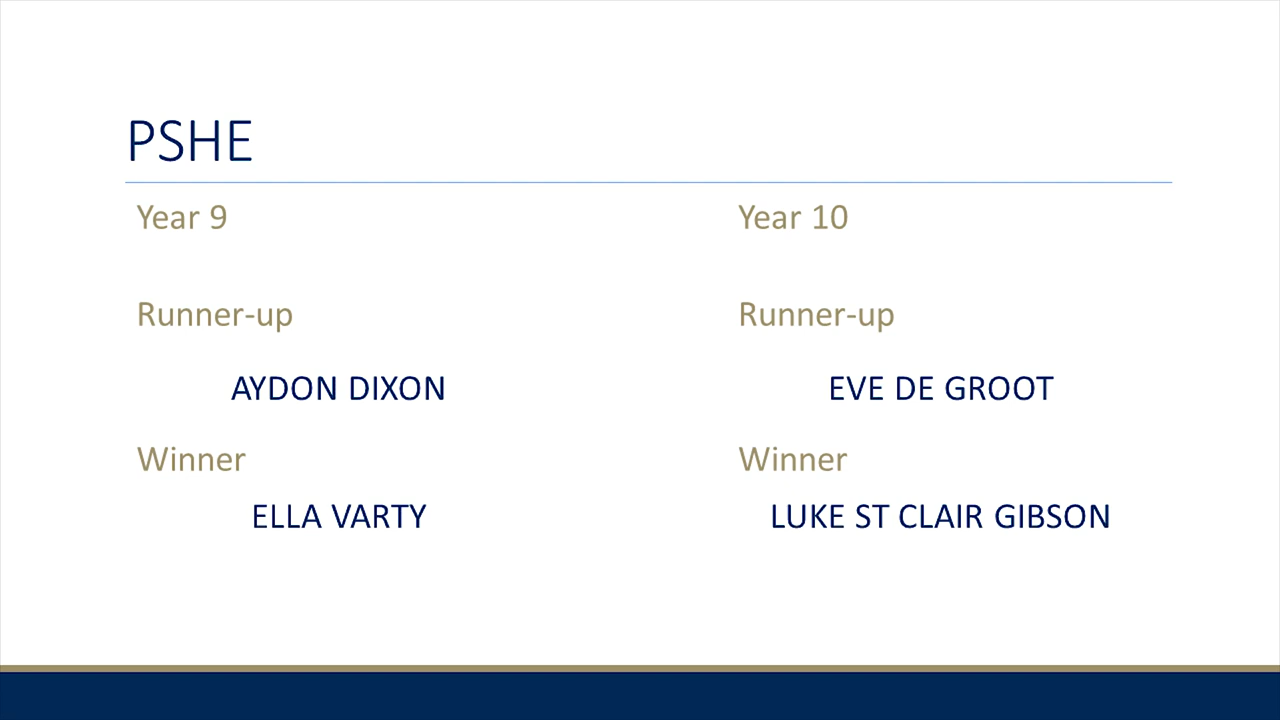 PSHE
Year 9
Runner-up
AYDON DIXON
Winner
ELLA VARTY
Year 10
Runner-up
EVE DE GROOT
Winner
LUKE ST CLAIR GIBSON